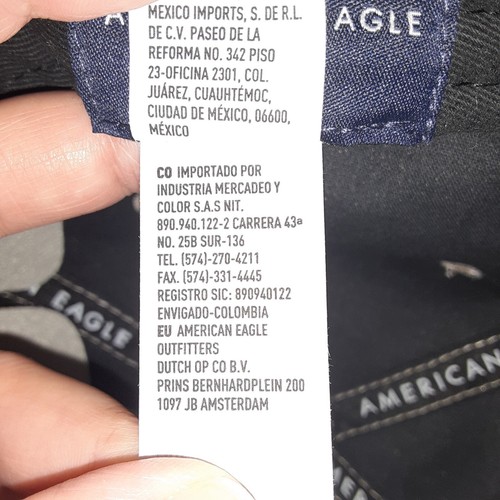 MEXICO IMPORTS, S. DE R.L.
DE C.V. PASEO DE LA
REFORMA NO. 342 PISO
23-OFICINA 2301, COL.
JUÁREZ, CUAUHTÉMOC,
CIUDAD DE MÉXICO, 06600,
MÉXICO
CO IMPORTADO POR
INDUSTRIA MERCADEO Y
COLOR S.A.S NIT.
890.940.122-2 CARRERA 43ª
NO. 25B SUR-136
TEL. (574)-270-4211
FAX. (574)-331-4445
REGISTRO SIC: 890940122
ENVIGADO-COLOMBIA
EU AMERICAN EAGLE
OUTFITTERS
DUTCH OP CO B.V.
PRINS BERNHARDPLEIN 200
1097 JB AMSTERDAM
EAGLE
EAGLE
AMERICAN